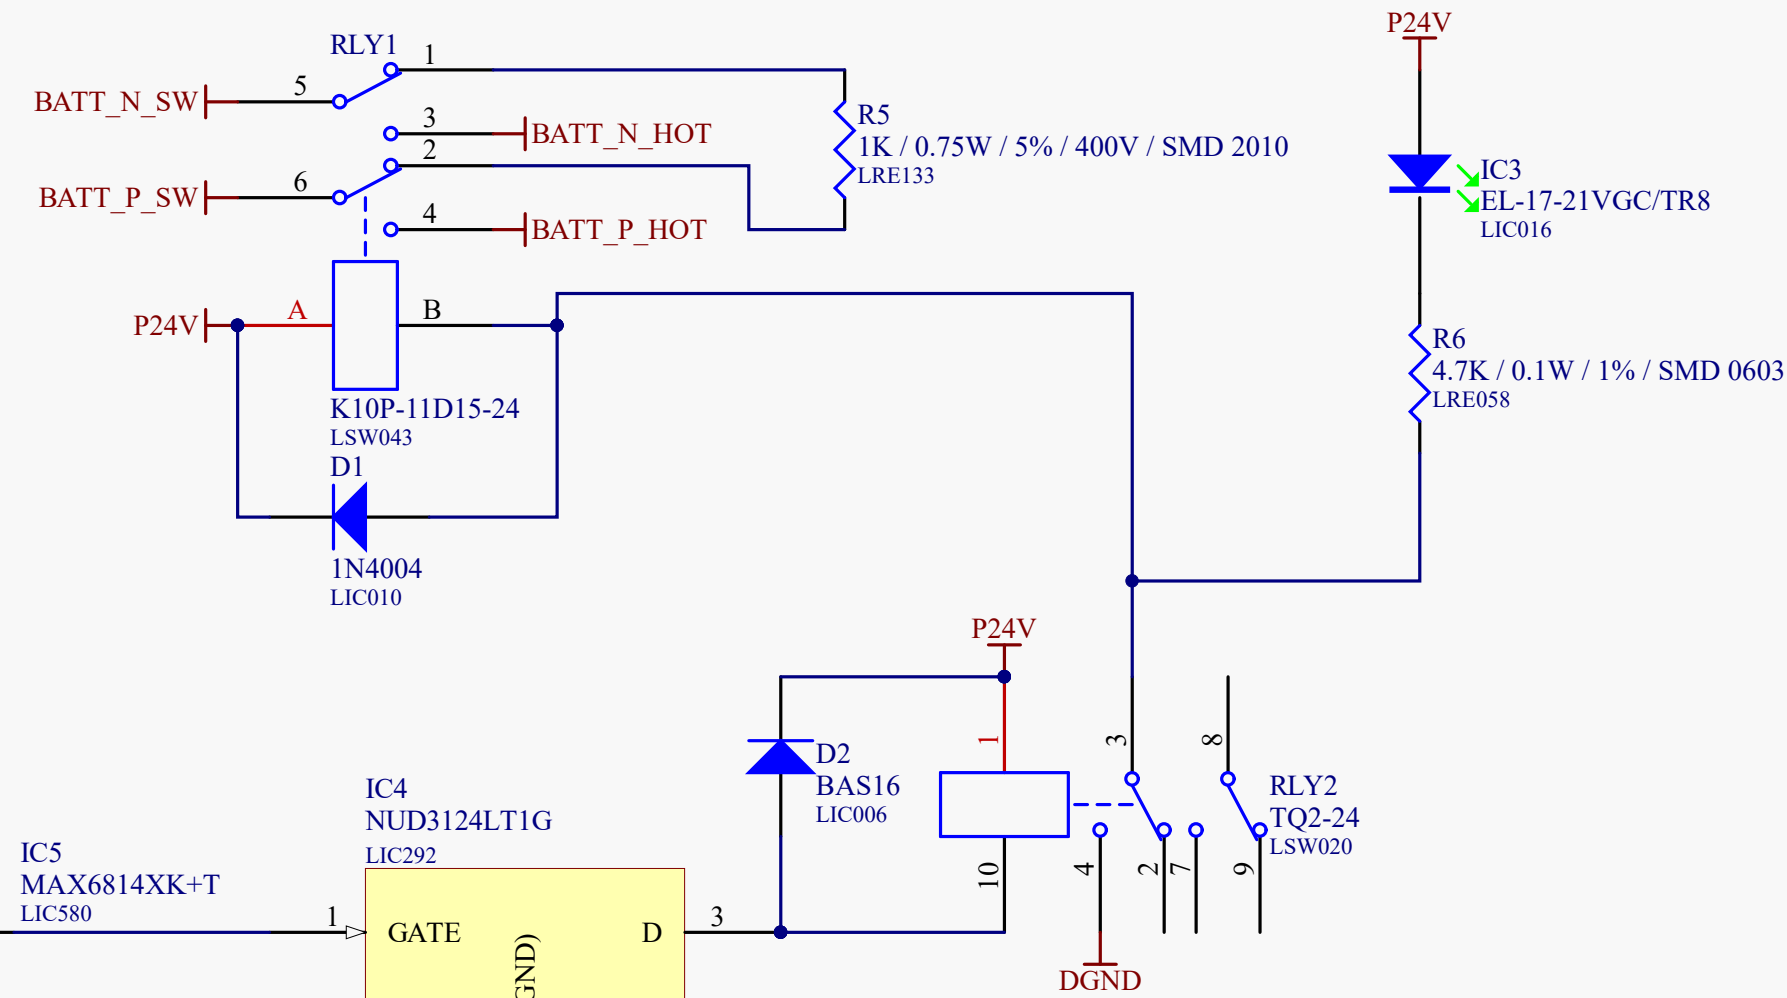 RLY1
1
5
BATT_N_SW
3
BATT_N_HOT
2
6
BATT_P_SW
4
BATT_P_HOT
R5
1K / 0.75W / 5% / 400V / SMD 2010
LRE133
P24V
IC3
EL-17-21VGC/TR8
LIC016
P24V
A
B
K10P-11D15-24
LSW043
D1
1N4004
LIC010
R6
4.7K / 0.1W / 1% / SMD 0603
LRE058
P24V
1
10
D2
BAS16
LIC006
3
8
4
2
7
9
RLY2
TQ2-24
LSW020
DGND
IC4
NUD3124LT1G
LIC292
IC5
MAX6814XK+T
LIC580
1
GATE
D
3
GND)